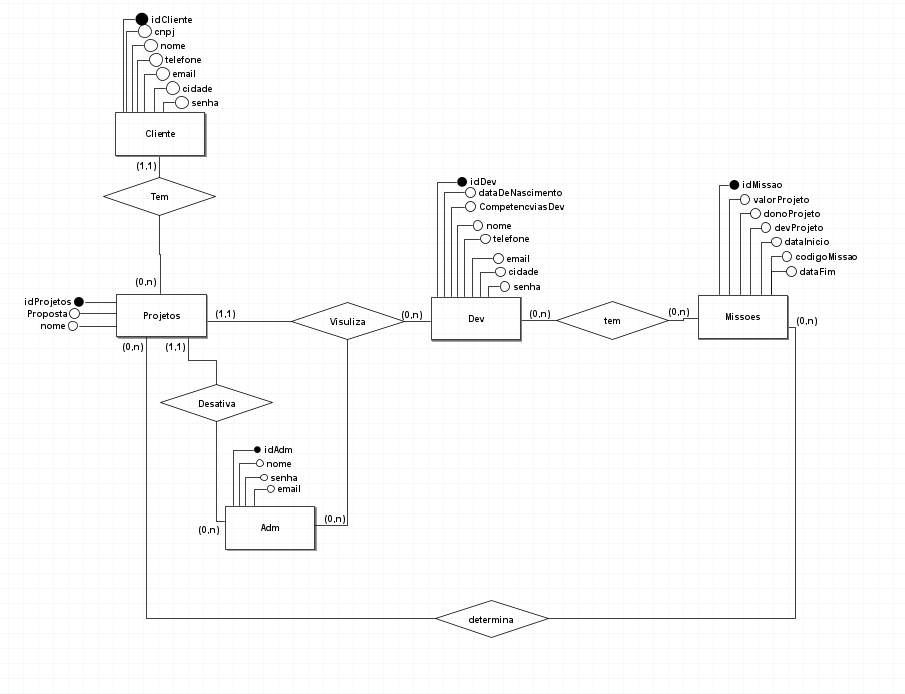 idCliente
cnpj
nome
telefone
email
cidade
senha
Cliente
(1,1)
Tem
(0,n)
idProjetos
Proposta
nome
Projetos
(1,1)
(0,n)
(1,1)
Visuliza
(0,n)
idDev
dataDeNascimento
CompetencviasDev
nome
telefone
email
cidade
senha
Dev
(0,n)
tem
(0,n)
idMissao
valorProjeto
donoProjeto
devProjeto
dataInicio
codigoMissao
dataFim
Missoes
(0,n)
Desativa
idAdm
nome
senha
email
Adm
(0,n)
(0,n)
determina